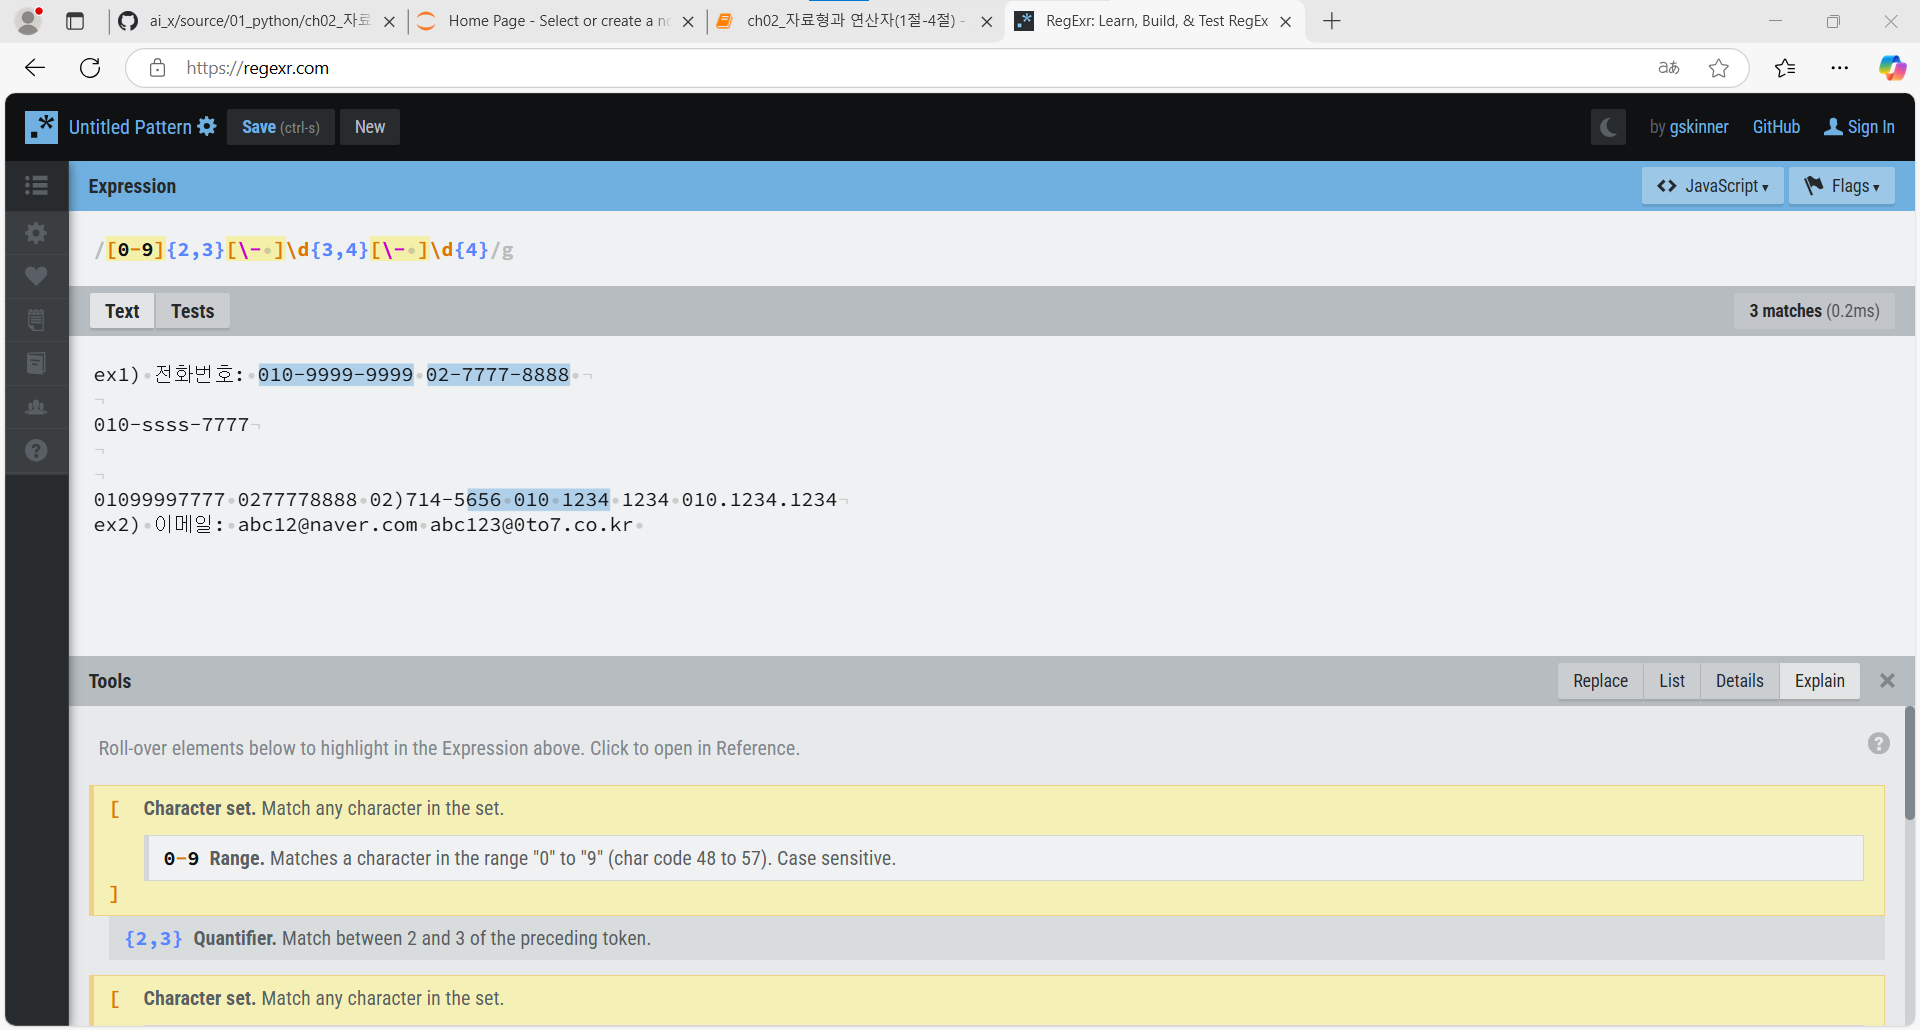 ai_x/source/01_python/ch02_자료
Home Page - Select or create a no
ch02_자료형과 연산자(1절-4절) -
RegExr: Learn, Build, & Test RegEx
https://regexr.com
aあ
Untitled Pattern
Save (ctrl-s)
New
by gskinner
GitHub
Sign In
Expression
<> JavaScript
Flags
/[0-9]{2,3}[\- ]\d{3,4}[\- ]\d{4}/g
Text
Tests
3 matches (0.2ms)
ex1) 전화번호: 010-9999-9999 02-7777-8888
010-ssss-7777
01099997777 0277778888 02)714-5656 010 1234 1234 010.1234.1234
ex2) 이메일: abc12@naver.com abc123@0to7.co.kr
Tools
Replace
List
Details
Explain
Roll-over elements below to highlight in the Expression above. Click to open in Reference.
[ Character set. Match any character in the set.
0-9 Range. Matches a character in the range "0" to "9" (char code 48 to 57). Case sensitive.
]
{2,3} Quantifier. Match between 2 and 3 of the preceding token.
[ Character set. Match any character in the set.